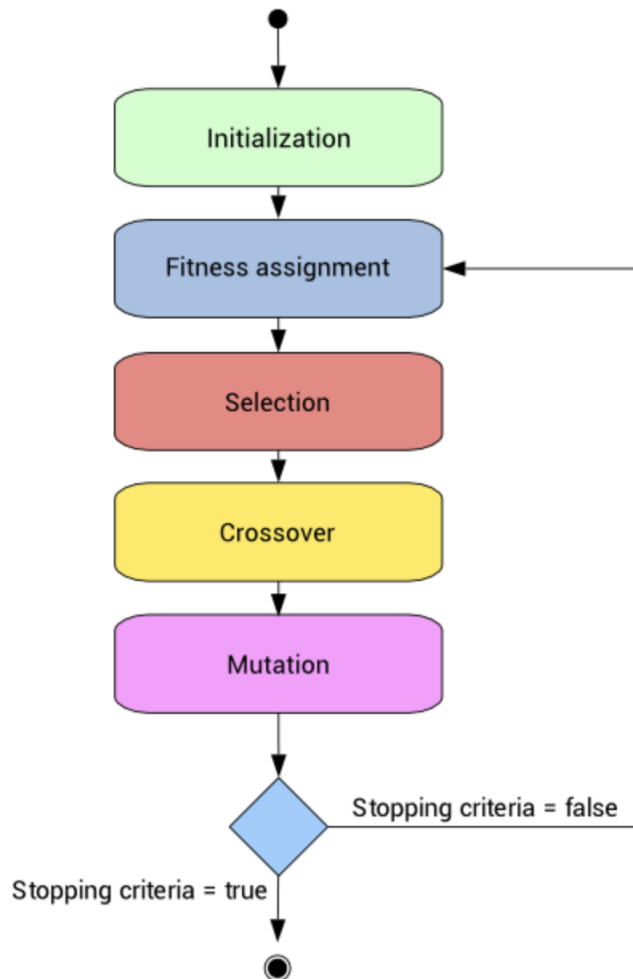 Initialization
Fitness assignment
Selection
Crossover
Mutation
Stopping criteria = false
Stopping criteria = true